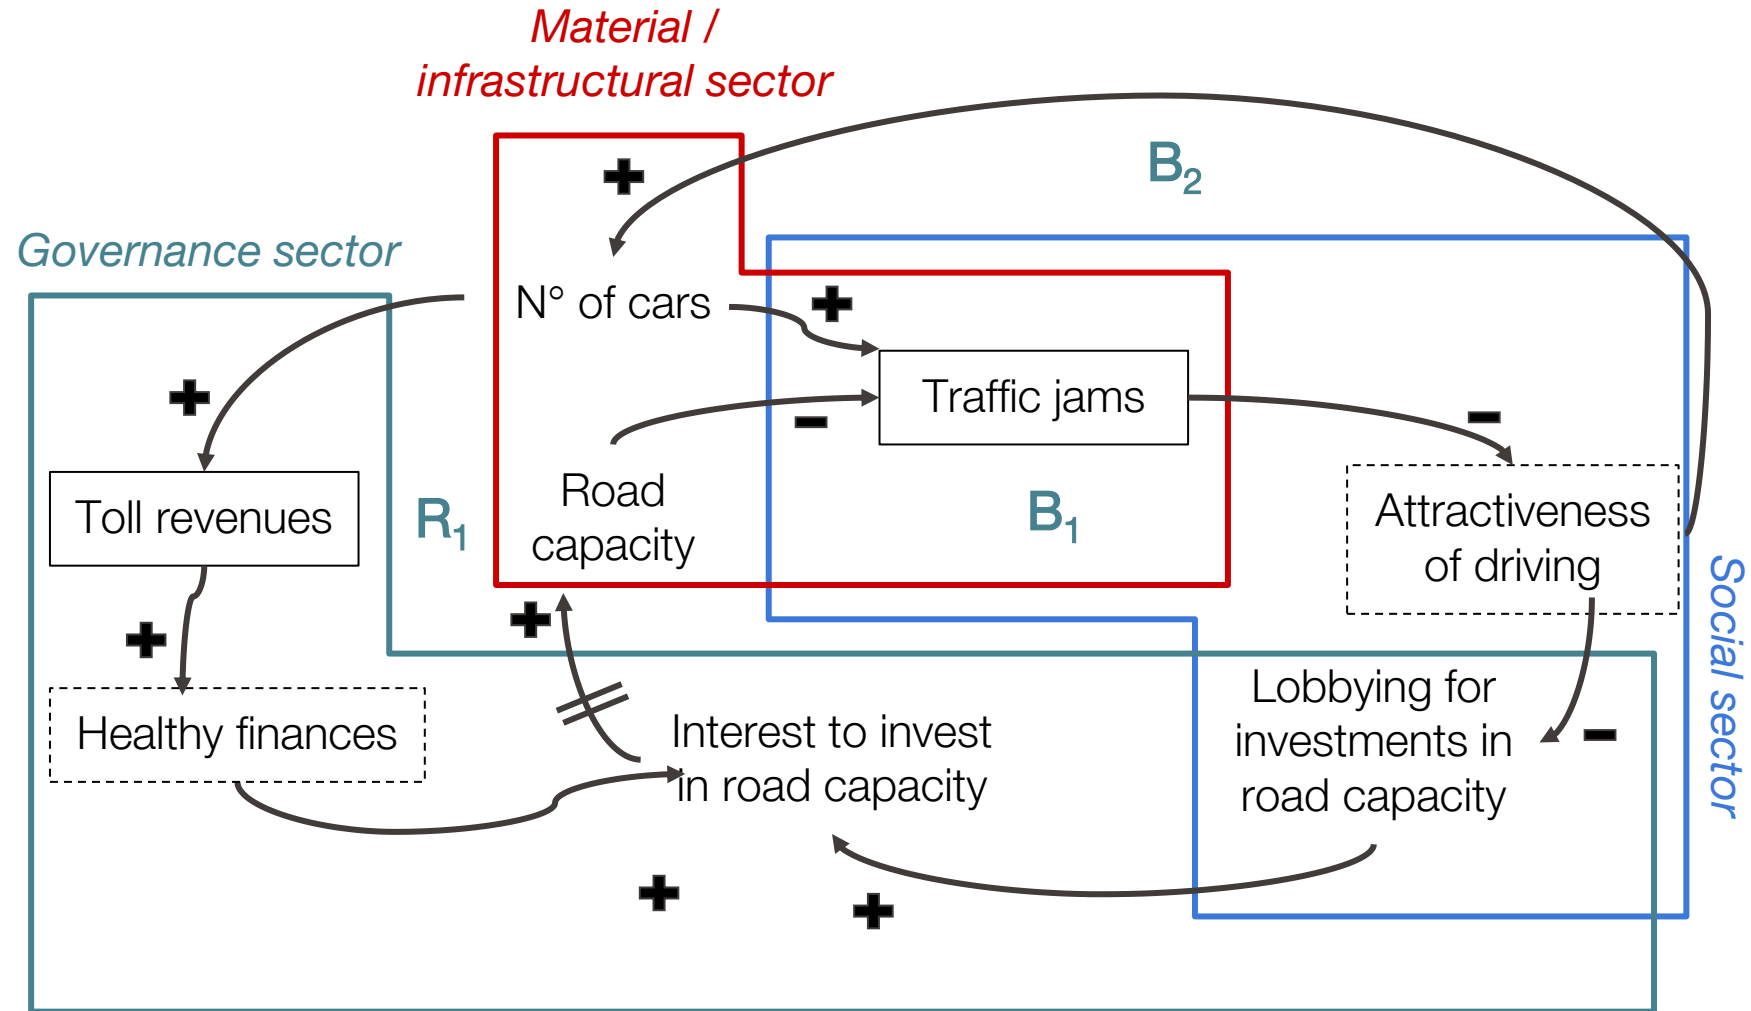 Material /
infrastructural sector
B₂
Governance sector
+
N° of cars
+
+
Traffic jams
-
-
Toll revenues
R₁
Road
capacity
B₁
Attractiveness
of driving
Social sector
+
+
Healthy finances
Interest to invest
in road capacity
Lobbying for
investments in
road capacity
-
+
+